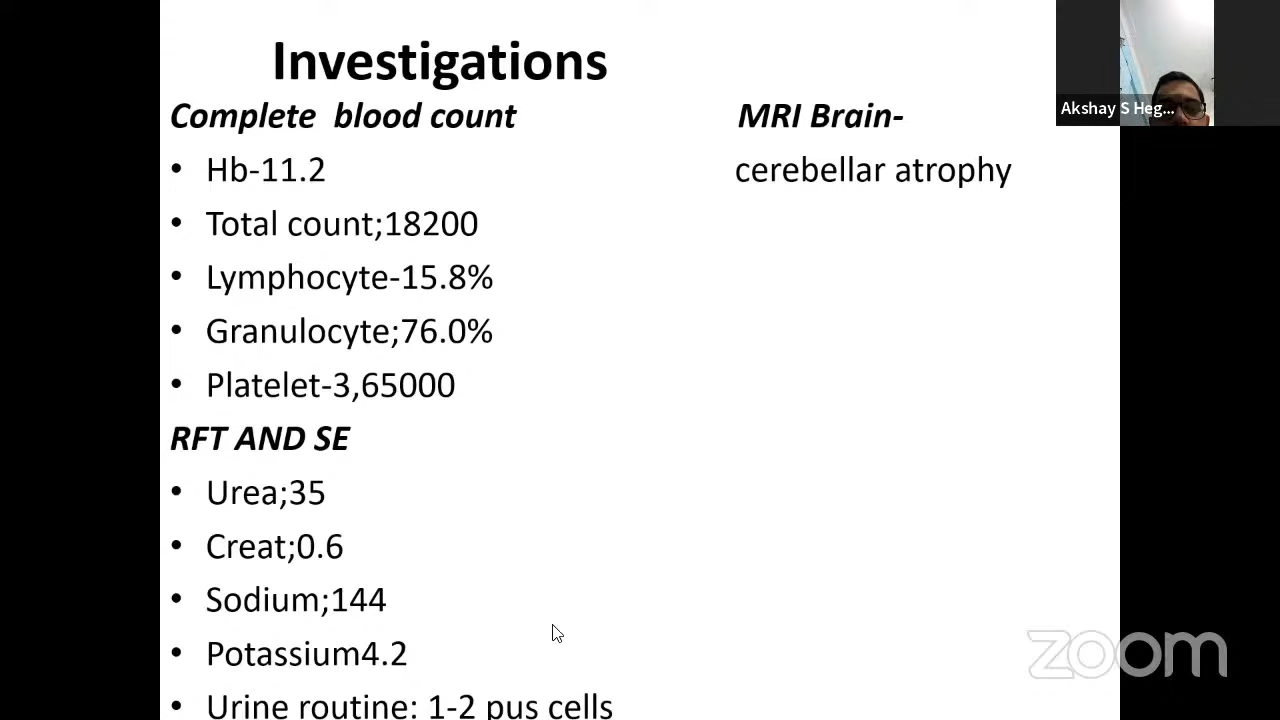 Investigations
Complete blood count
Hb-11.2
Total count;18200
Lymphocyte-15.8%
Granulocyte;76.0%
Platelet-3,65000
RFT AND SE
Urea;35
Creat;0.6
Sodium;144
Potassium4.2
Urine routine: 1-2 pus cells
MRI Brain-
cerebellar atrophy
Akshay S Heg...
zoom